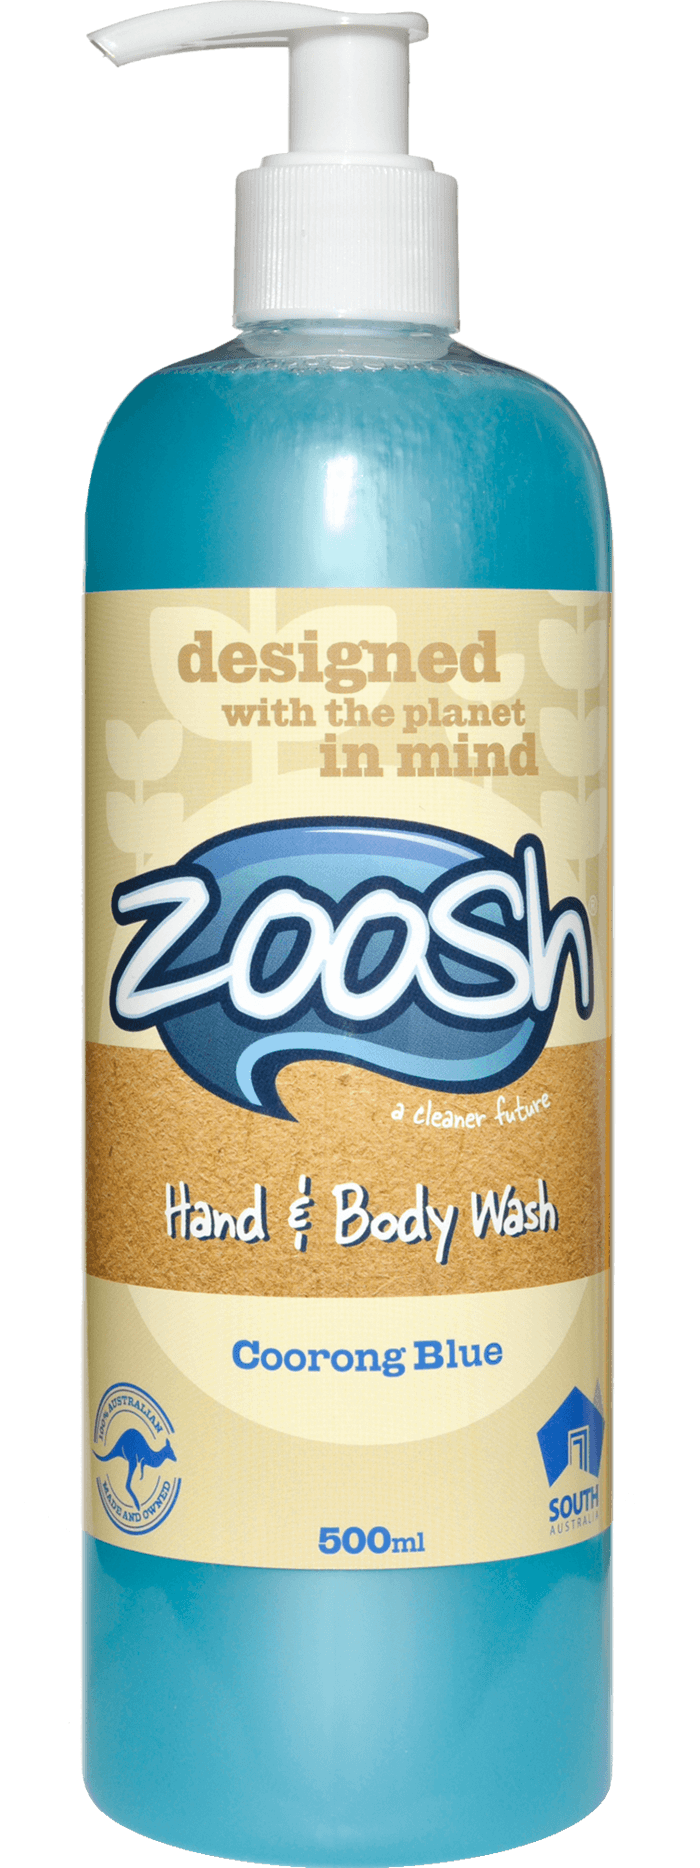 designed
with the planet
in mind
zoosh®
a cleaner future
Hand & Body Wash
Coorong Blue
100% AUSTRALIAN
MADE AND OWNED
SOUTH
AUSTRALIA
500ml